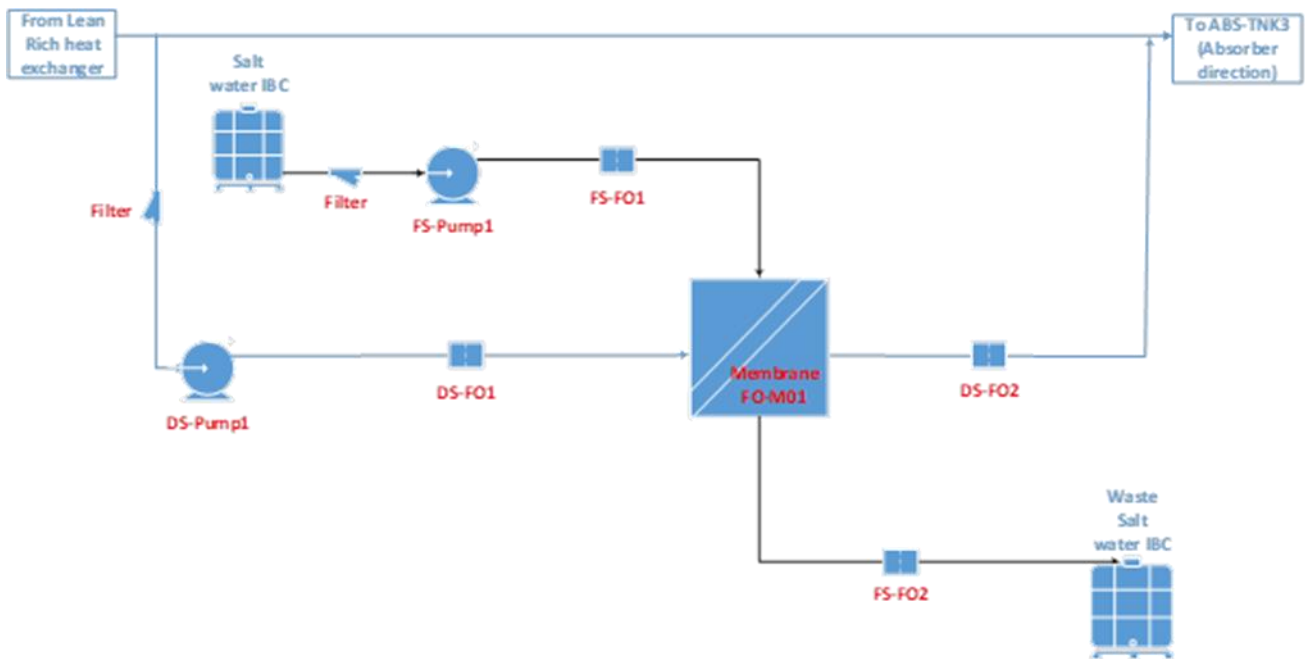 From Lean
Rich heat
exchanger
To ABS-TNK3
(Absorber
direction)
Salt
water IBC
Filter
FS-Pump1
FS-FO1
Filter
DS-Pump1
DS-FO1
Membrane
FO-M01
DS-FO2
Waste
Salt
water IBC
FS-FO2